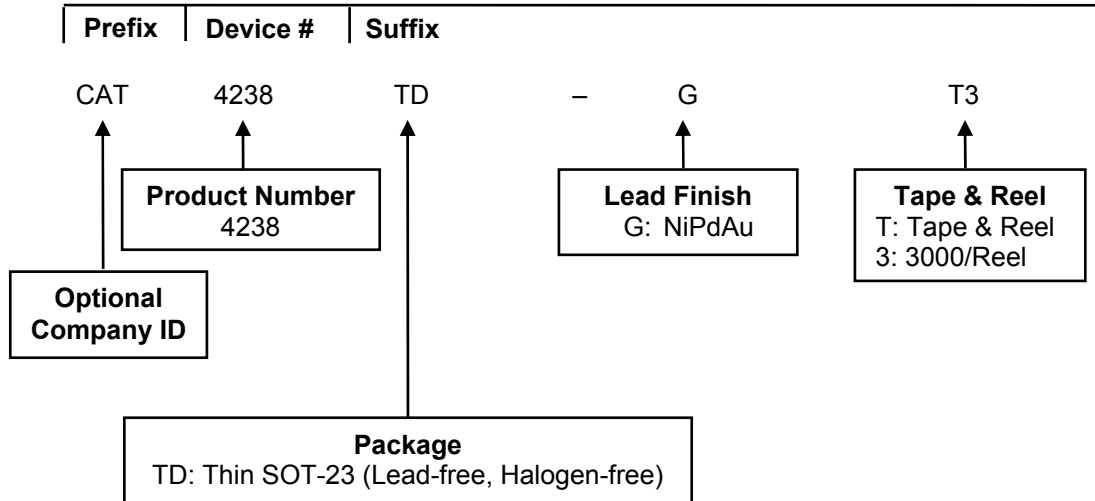 Prefix Device # Suffix
CAT 4238 TD – G T3
Product Number
4238
Lead Finish
G: NiPdAu
Tape & Reel
T: Tape & Reel
3: 3000/Reel
Optional
Company ID
Package
TD: Thin SOT-23 (Lead-free, Halogen-free)